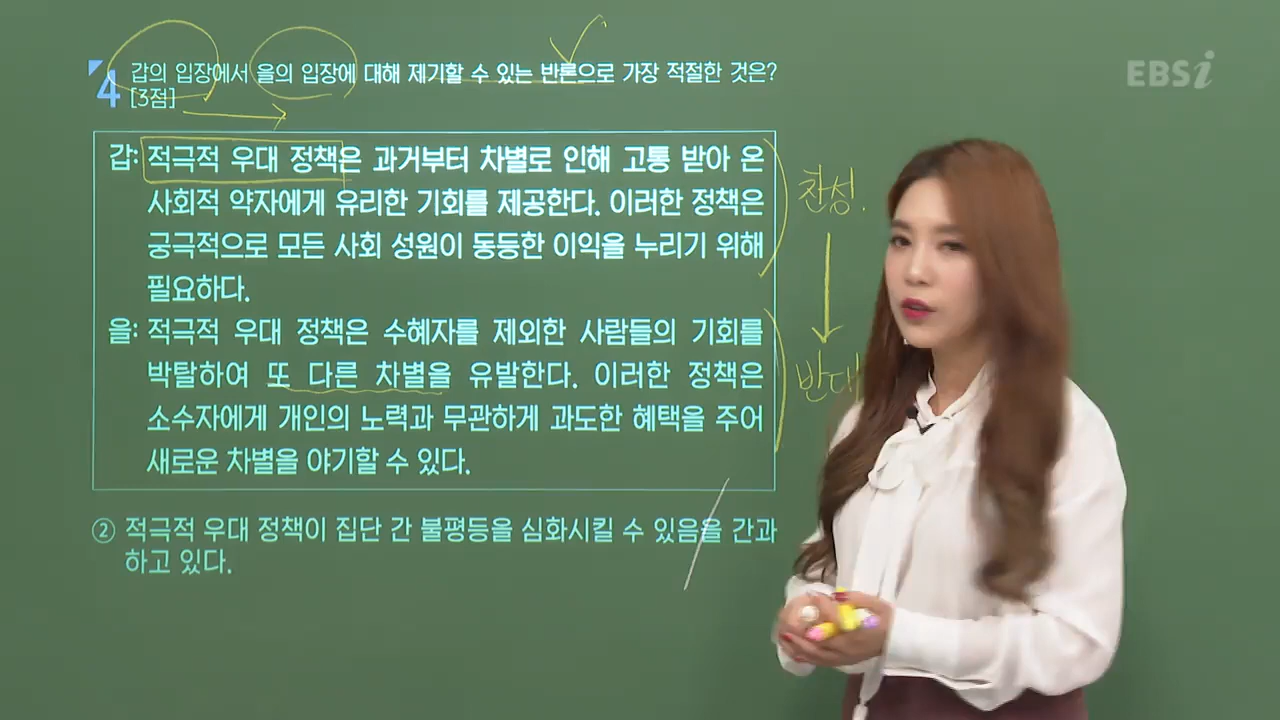 4 갑의 입장에서 을의 입장에 대해 제기할 수 있는 반론으로 가장 적절한 것은?
[3점]
EBSi
갑: 적극적 우대 정책은 과거부터 차별로 인해 고통 받아 온
사회적 약자에게 유리한 기회를 제공한다. 이러한 정책은
궁극적으로 모든 사회 성원이 동등한 이익을 누리기 위해
필요하다.
찬성.
을: 적극적 우대 정책은 수혜자를 제외한 사람들의 기회를
박탈하여 또 다른 차별을 유발한다. 이러한 정책은
소수자에게 개인의 노력과 무관하게 과도한 혜택을 주어
새로운 차별을 야기할 수 있다.
반대
② 적극적 우대 정책이 집단 간 불평등을 심화시킬 수 있음을 간과
하고 있다.